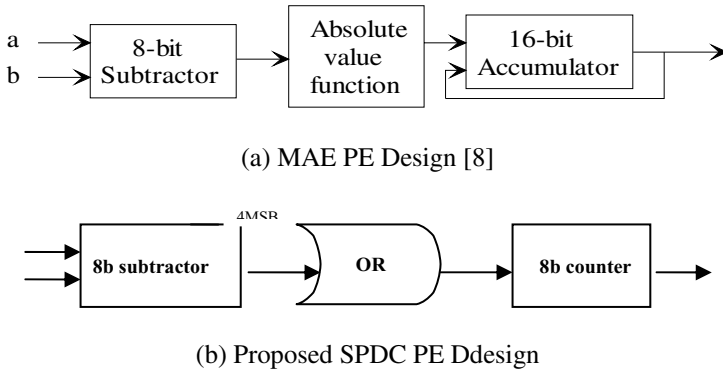 a
b
8-bit
Subtractor
Absolute
value
function
16-bit
Accumulator
(a) MAE PE Design [8]
4MSB
8b subtractor
OR
8b counter
(b) Proposed SPDC PE Ddesign